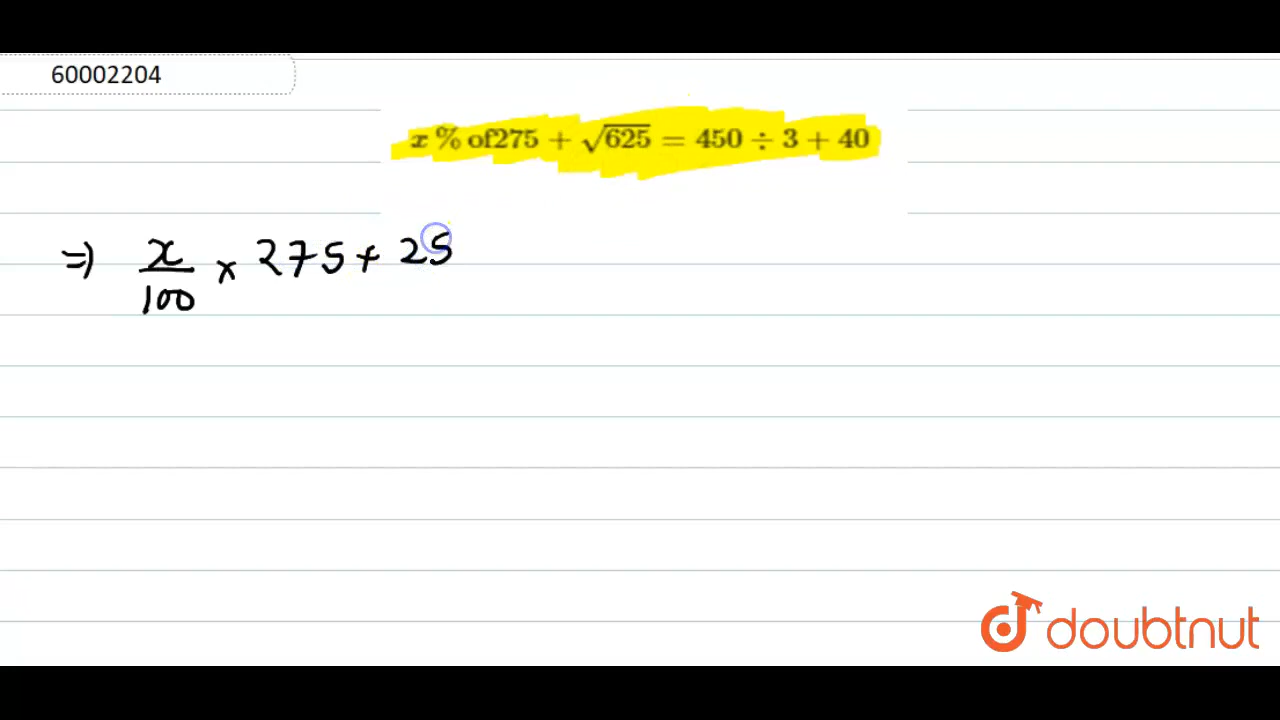 60002204
x % of275 + √625 = 450 ÷ 3 + 40
⇒ x/100 × 275 + 25
doubtnut